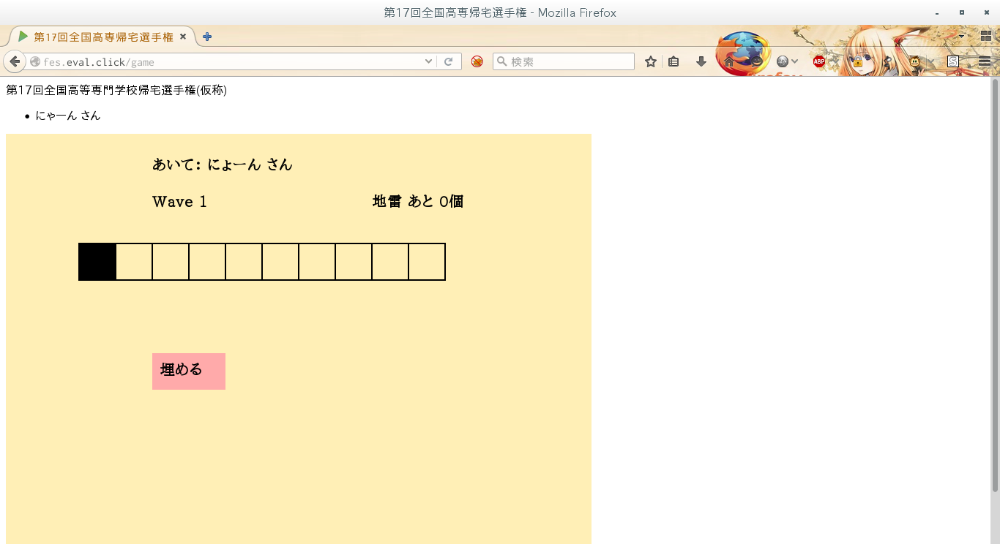 第17回全国高専帰宅選手権 - Mozilla Firefox
第17回全国高専帰宅選手権
fes.eval.click/game
検索
ABP
S
第17回全国高等専門学校帰宅選手権(仮称)
• にゃーん さん
あいて: にょーん さん
Wave 1
地雷 あと 0個
埋める